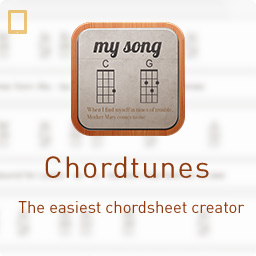 my song
C G
When I find myself in times of trouble,
Mother Mary comes to me
Chordtunes
The easiest chordsheet creator